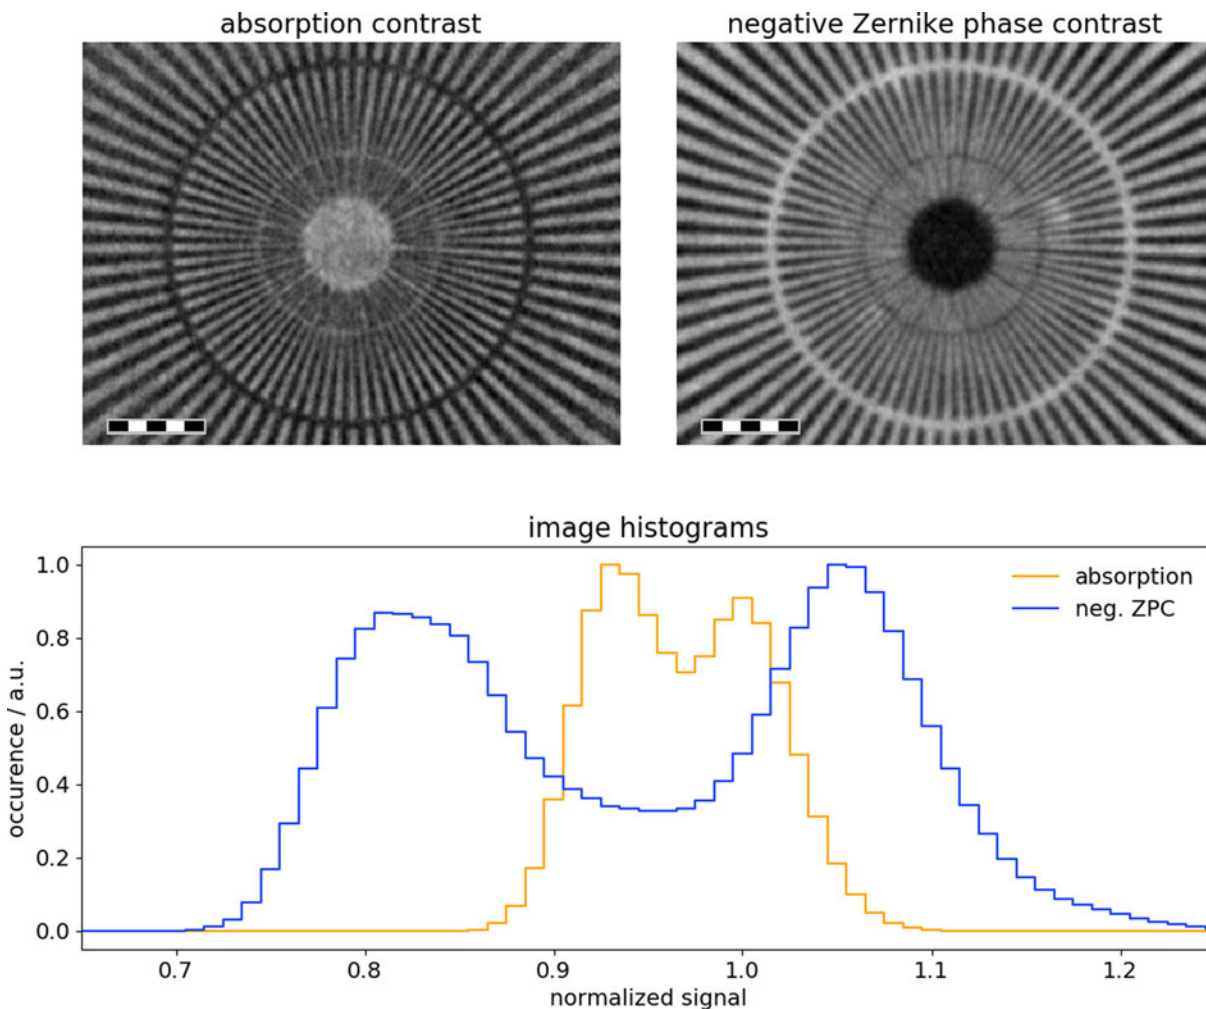 absorption contrast
negative Zernike phase contrast
image histograms
occurence / a.u.
1.0
0.8
0.6
0.4
0.2
0.0
absorption
neg. ZPC
0.7 0.8 0.9 1.0 1.1 1.2
normalized signal